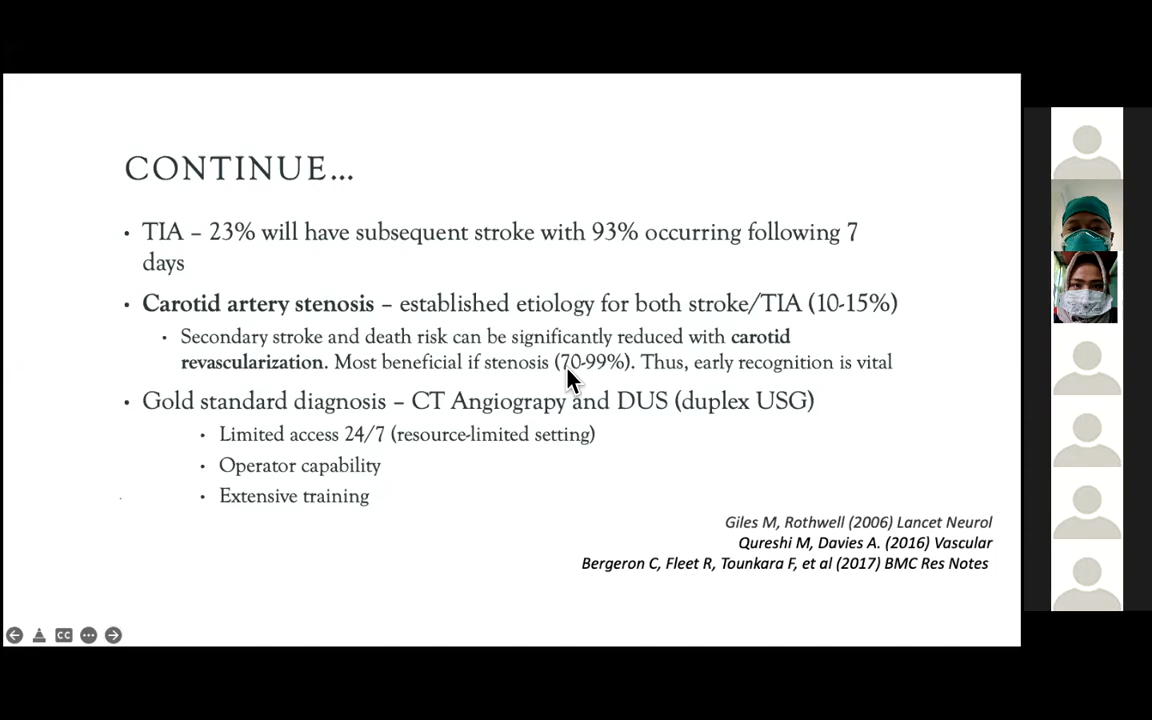 CONTINUE...
• TIA – 23% will have subsequent stroke with 93% occurring following 7
days
• Carotid artery stenosis – established etiology for both stroke/TIA (10-15%)
• Secondary stroke and death risk can be significantly reduced with carotid
revascularization. Most beneficial if stenosis (70-99%). Thus, early recognition is vital
• Gold standard diagnosis – CT Angiograpy and DUS (duplex USG)
• Limited access 24/7 (resource-limited setting)
• Operator capability
• Extensive training
Giles M, Rothwell (2006) Lancet Neurol
Qureshi M, Davies A. (2016) Vascular
Bergeron C, Fleet R, Tounkara F, et al (2017) BMC Res Notes
CC